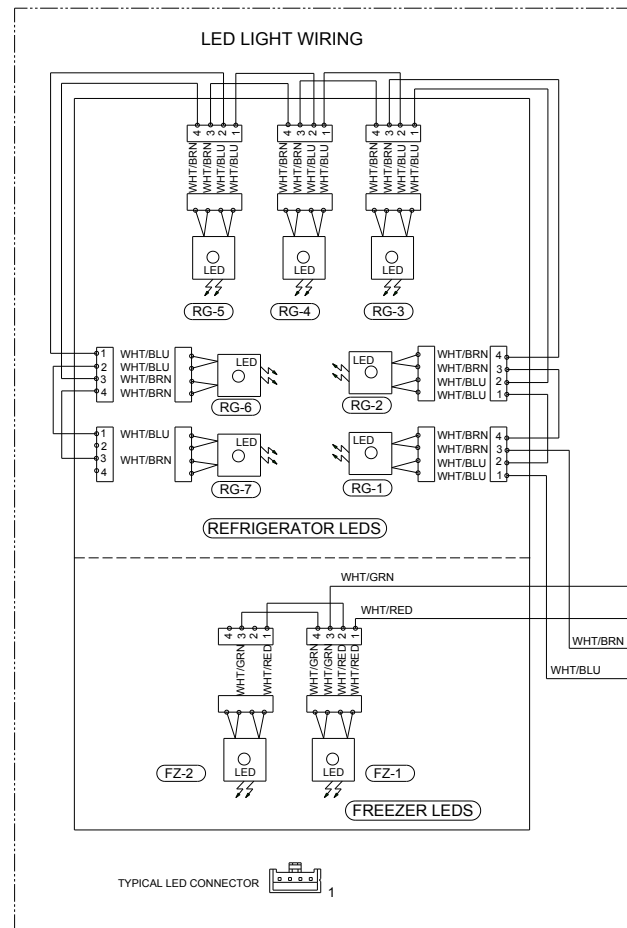 LED LIGHT WIRING
4 3 2 1
4 3 2 1
4 3 2 1
WHT/BRN WHT/BRN WHT/BLU WHT/BLU
WHT/BRN WHT/BRN WHT/BLU WHT/BLU
WHT/BRN WHT/BRN WHT/BLU WHT/BLU
LED LED LED
RG-5 RG-4 RG-3
1 WHT/BLU
2 WHT/BLU
3 WHT/BRN
4 WHT/BRN
LED
RG-6
LED
RG-2
WHT/BRN 4
WHT/BRN 3
WHT/BLU 2
WHT/BLU 1
1 WHT/BLU
2
3 WHT/BRN
4
LED
RG-7
LED
RG-1
WHT/BRN 4
WHT/BRN 3
WHT/BLU 2
WHT/BLU 1
REFRIGERATOR LEDS
WHT/GRN
WHT/RED
WHT/BRN
WHT/BLU
4 3 2 1
4 3 2 1
WHT/GRN WHT/RED
WHT/GRN WHT/GRN WHT/RED WHT/RED
FZ-2 LED LED FZ-1
FREEZER LEDS
TYPICAL LED CONNECTOR 1